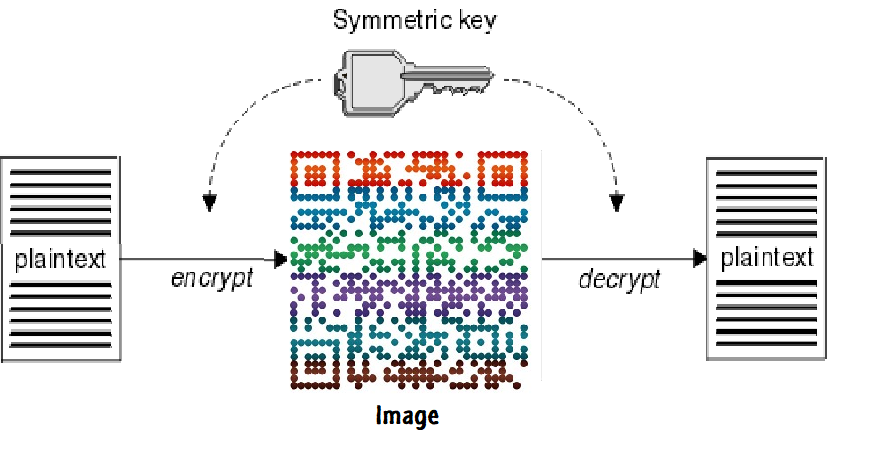 Symmetric key
plaintext
encrypt
decrypt
plaintext
Image